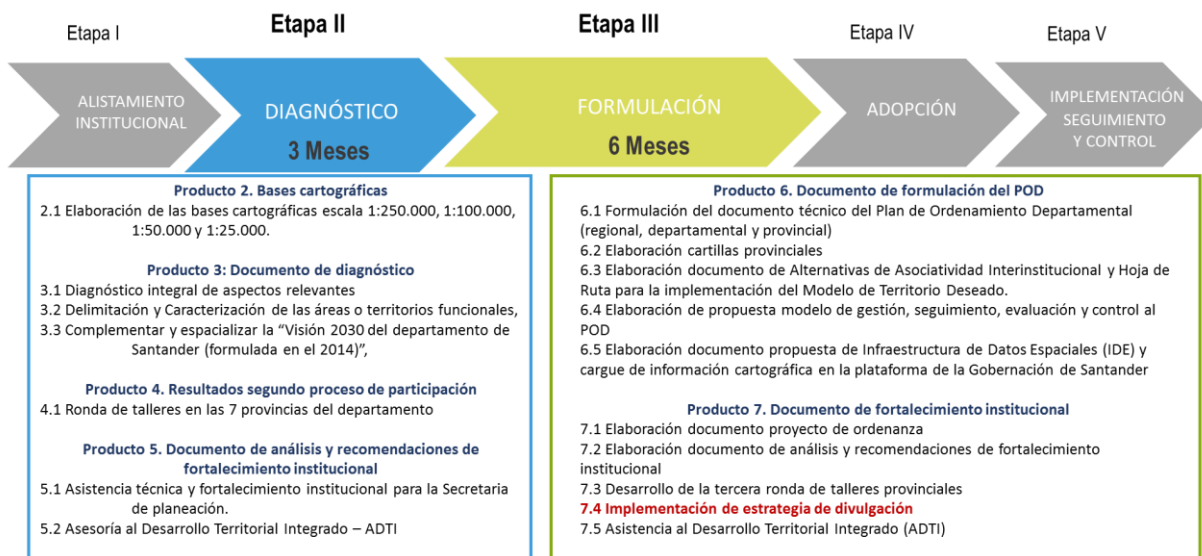 Etapa I
Etapa II
Etapa III
Etapa IV
Etapa V
ALISTAMIENTO
INSTITUCIONAL
DIAGNÓSTICO
3 Meses
FORMULACIÓN
6 Meses
ADOPCIÓN
IMPLEMENTACIÓN
SEGUIMIENTO
Y CONTROL
Producto 2. Bases cartográficas
2.1 Elaboración de las bases cartográficas escala 1:250.000, 1:100.000,
1:50.000 y 1:25.000.
Producto 3: Documento de diagnóstico
3.1 Diagnóstico integral de aspectos relevantes
3.2 Delimitación y Caracterización de las áreas o territorios funcionales,
3.3 Complementar y espacializar la “Visión 2030 del departamento de
Santander (formulada en el 2014)”,
Producto 4. Resultados segundo proceso de participación
4.1 Ronda de talleres en las 7 provincias del departamento
Producto 5. Documento de análisis y recomendaciones de
fortalecimiento institucional
5.1 Asistencia técnica y fortalecimiento institucional para la Secretaria
de planeación.
5.2 Asesoría al Desarrollo Territorial Integrado – ADTI
Producto 6. Documento de formulación del POD
6.1 Formulación del documento técnico del Plan de Ordenamiento Departamental
(regional, departamental y provincial)
6.2 Elaboración cartillas provinciales
6.3 Elaboración documento de Alternativas de Asociatividad Interinstitucional y Hoja de
Ruta para la implementación del Modelo de Territorio Deseado.
6.4 Elaboración de propuesta modelo de gestión, seguimiento, evaluación y control al
POD
6.5 Elaboración documento propuesta de Infraestructura de Datos Espaciales (IDE) y
cargue de información cartográfica en la plataforma de la Gobernación de Santander
Producto 7. Documento de fortalecimiento institucional
7.1 Elaboración documento proyecto de ordenanza
7.2 Elaboración documento de análisis y recomendaciones de fortalecimiento
institucional
7.3 Desarrollo de la tercera ronda de talleres provinciales
7.4 Implementación de estrategia de divulgación
7.5 Asistencia al Desarrollo Territorial Integrado (ADTI)